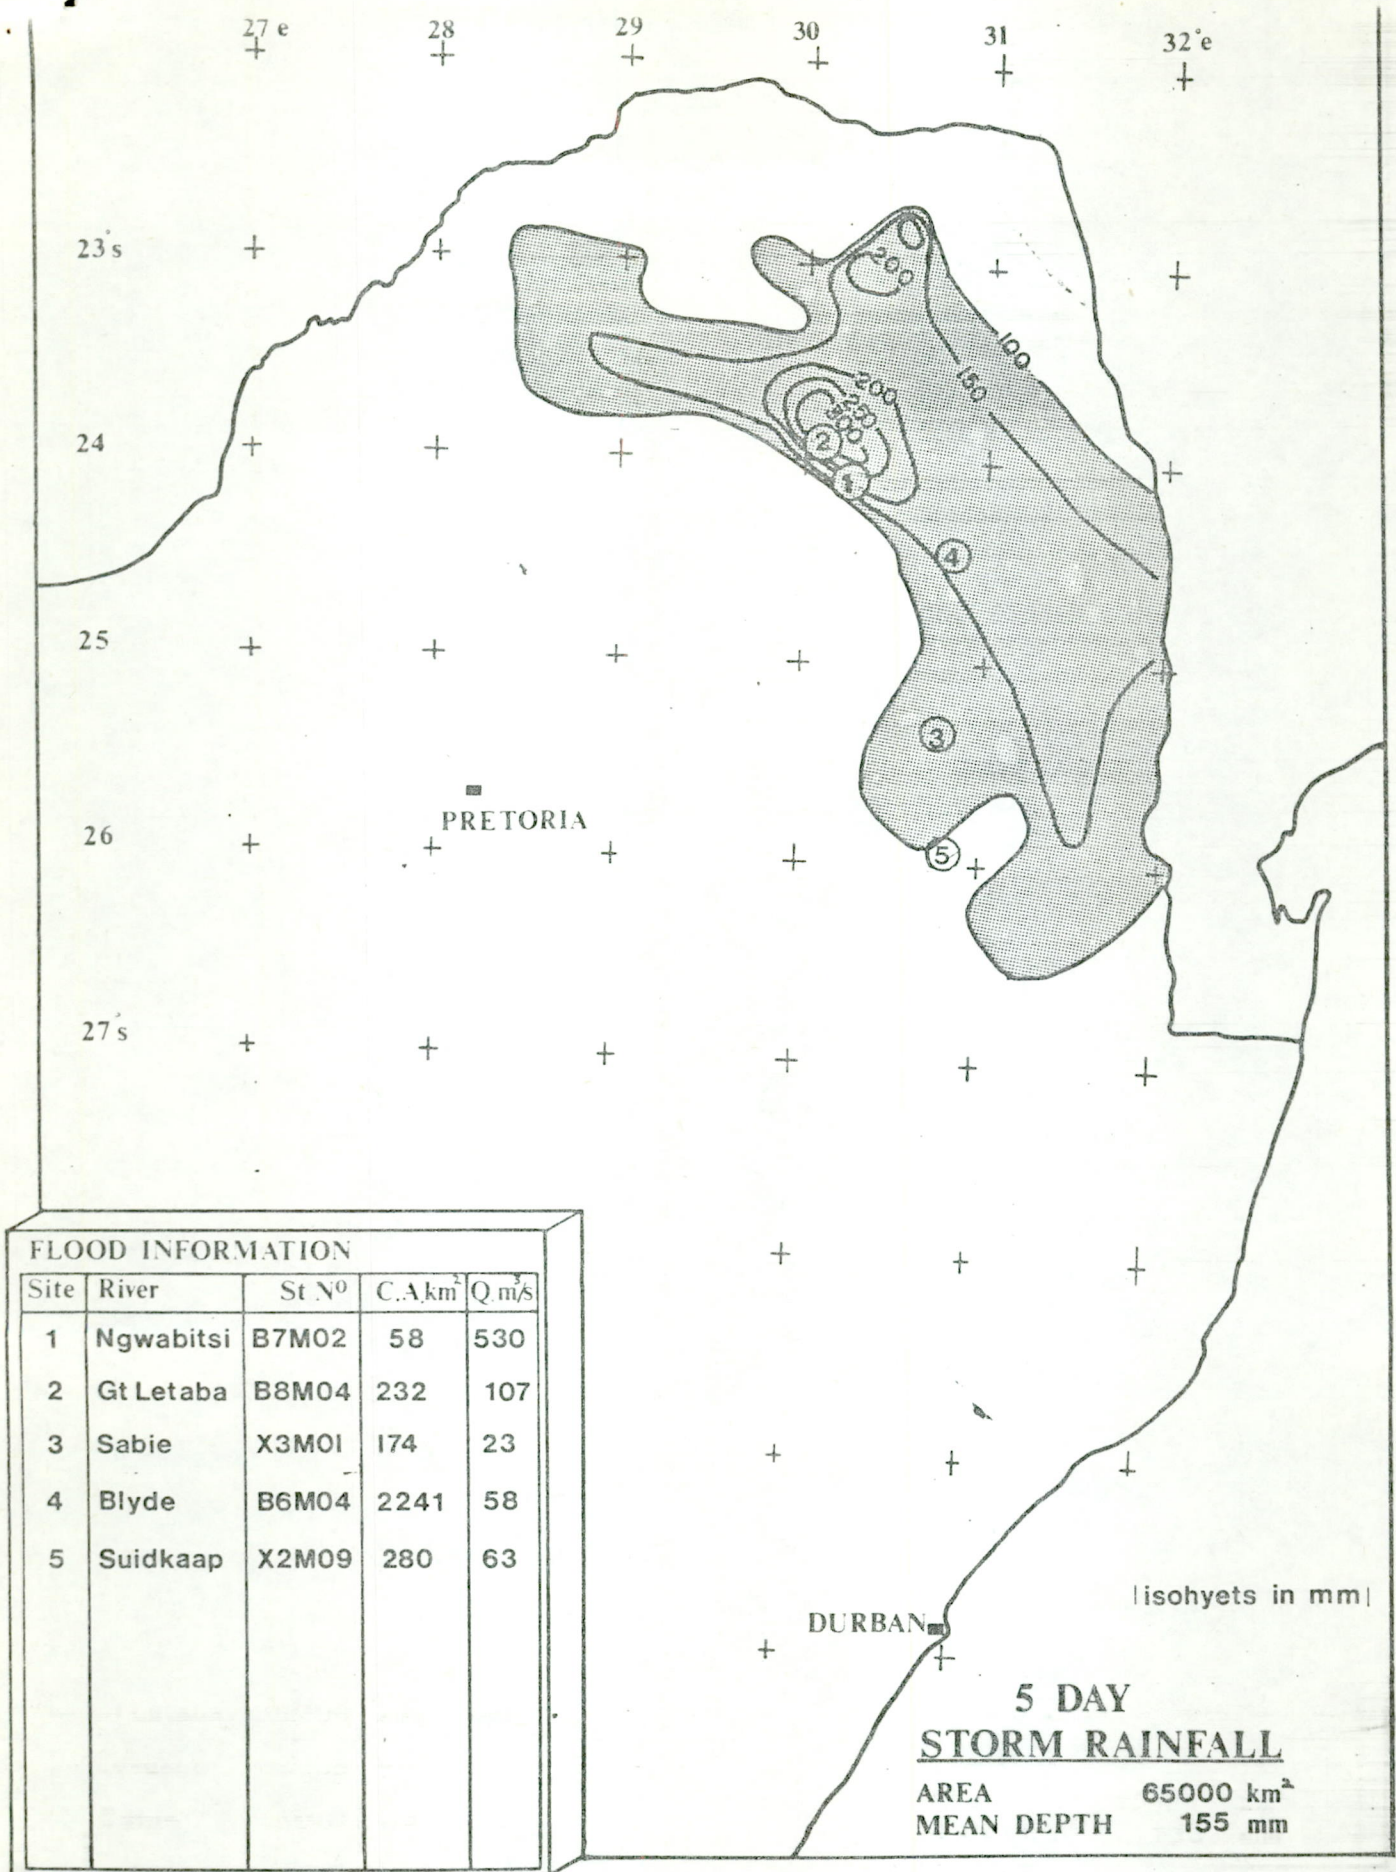 27 e 28 29 30 31 32°e
23°s
200
100
150
200
250
300
24
2
1
4
25
3
PRETORIA
26
5
27°s
FLOOD INFORMATION
Site River St Nº C.A.km² Q.m³/s
1 Ngwabitsi B7M02 58 530
2 Gt Letaba B8M04 232 107
3 Sabie X3M01 174 23
4 Blyde B6M04 2241 58
5 Suidkaap X2M09 280 63
|isohyets in mm|
DURBAN
5 DAY
STORM RAINFALL
AREA 65000 km²
MEAN DEPTH 155 mm